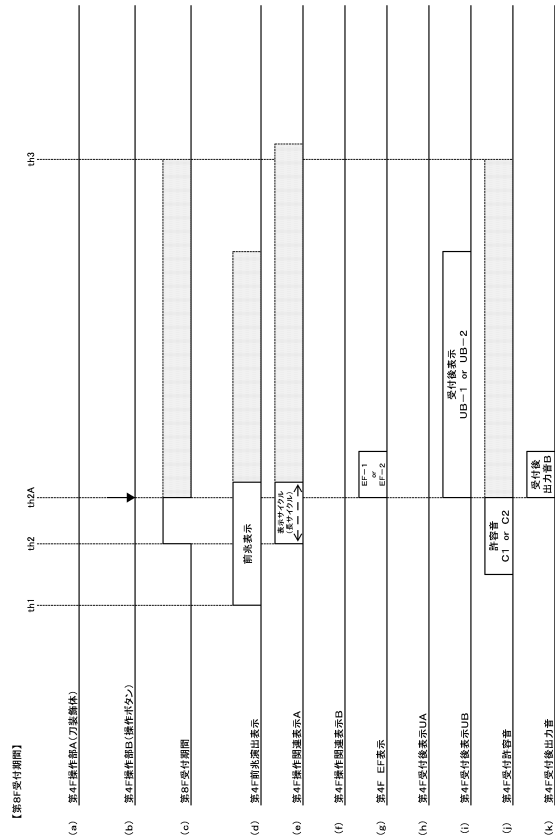 【第8F受付期間】
th1
th2
th2A
th3
(a) 第4F操作部A(刀装飾体)
(b) 第4F操作部B(操作ボタン)
(c) 第8F受付期間
(d) 第4F前兆演出表示
前兆表示
(e) 第4F操作関連表示A
表示サイクル
(長サイクル)
(f) 第4F操作関連表示B
(g) 第4F EF表示
EF-1
or
EF-2
(h) 第4F受付後表示UA
(i) 第4F受付後表示UB
受付後表示
UB-1 or UB-2
(j) 第4F受付許容音
許容音
C1 or C2
(k) 第4F受付後出力音
受付後
出力音B